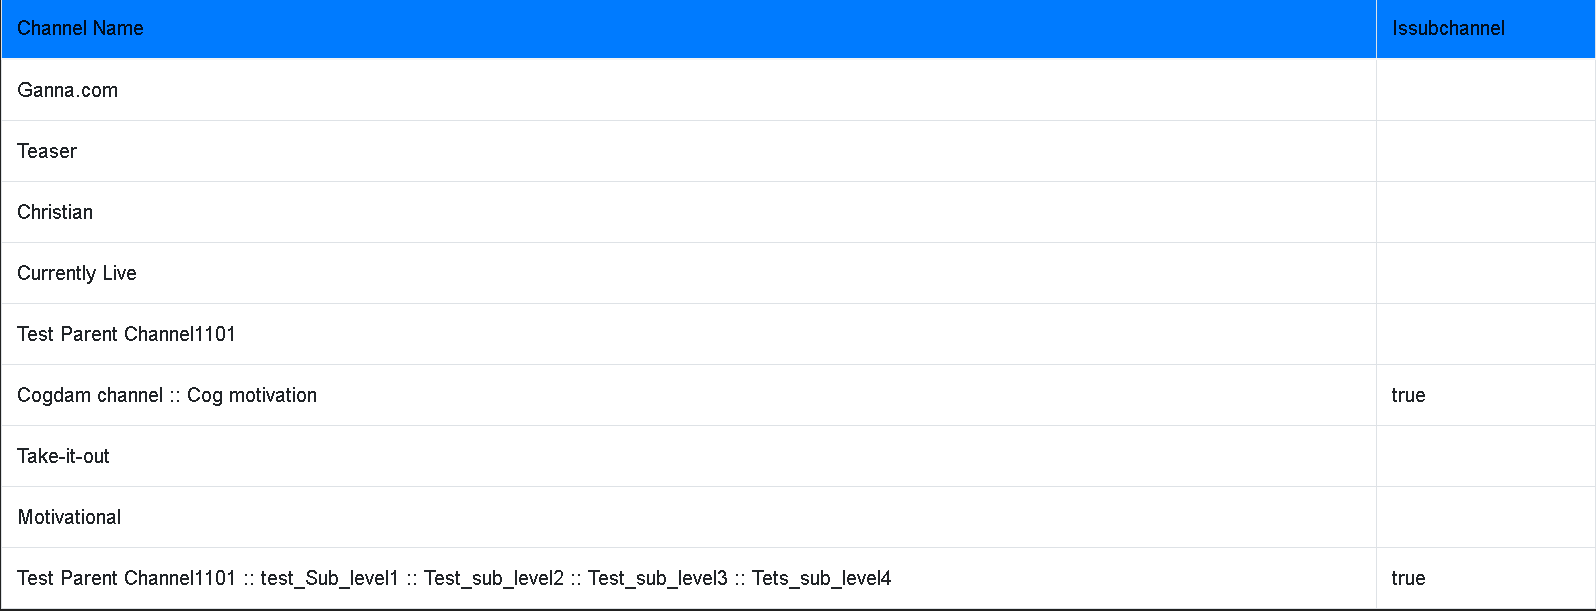 Channel Name Issubchannel
Ganna.com
Teaser
Christian
Currently Live
Test Parent Channel1101
Cogdam channel :: Cog motivation true
Take-it-out
Motivational
Test Parent Channel1101 :: test_Sub_level1 :: Test_sub_level2 :: Test_sub_level3 :: Tets_sub_level4 true